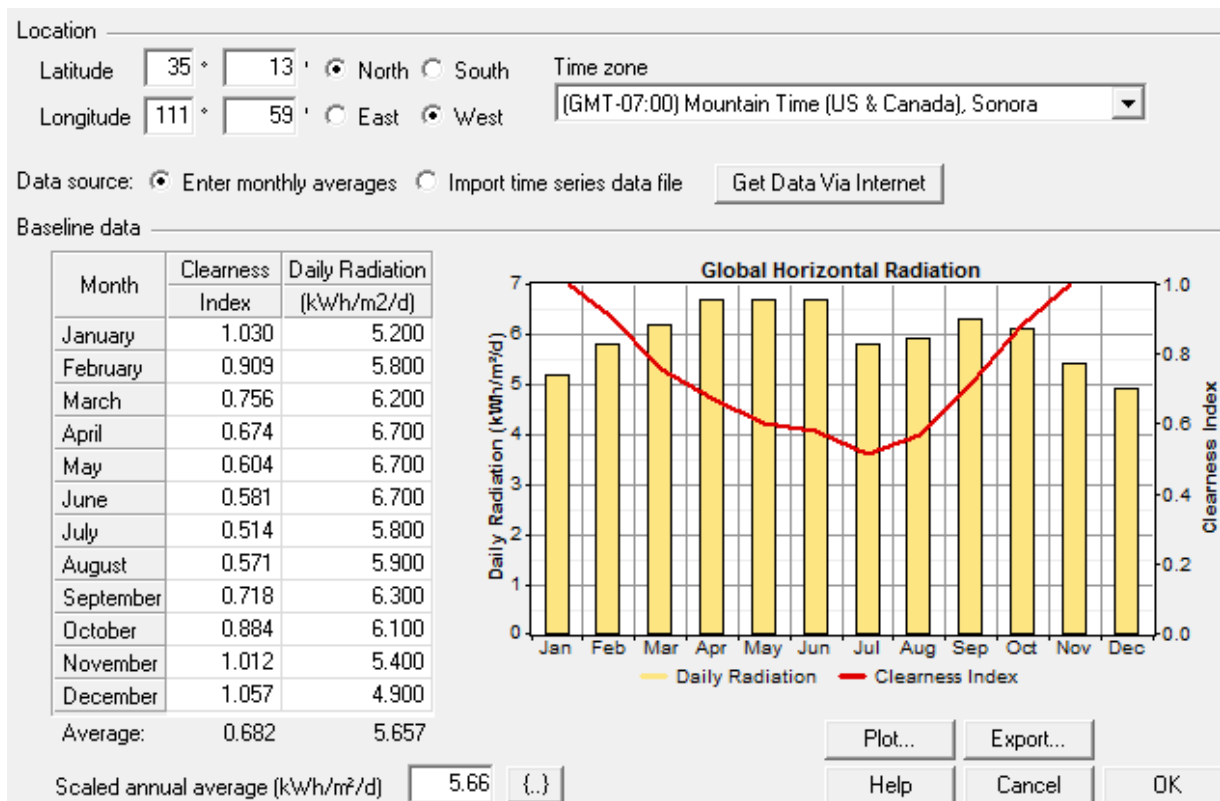 Location
Latitude 35 ° 13 ' North South Time zone
(GMT-07:00) Mountain Time (US & Canada), Sonora
Longitude 111 ° 59 ' East West
Data source: Enter monthly averages Import time series data file Get Data Via Internet
Baseline data
Month Clearness Daily Radiation
Index (kWh/m2/d)
January 1.030 5.200
February 0.909 5.800
March 0.756 6.200
April 0.674 6.700
May 0.604 6.700
June 0.581 6.700
July 0.514 5.800
August 0.571 5.900
September 0.718 6.300
October 0.884 6.100
November 1.012 5.400
December 1.057 4.900
Average: 0.682 5.657
Scaled annual average (kWh/m²/d) 5.66 {..}
Global Horizontal Radiation
Daily Radiation (kWh/m²/d)
7
6
5
4
3
2
1
0
1.0
0.8
0.6
0.4
0.2
0.0
Clearness Index
Jan Feb Mar Apr May Jun Jul Aug Sep Oct Nov Dec
Daily Radiation Clearness Index
Plot... Export...
Help Cancel OK